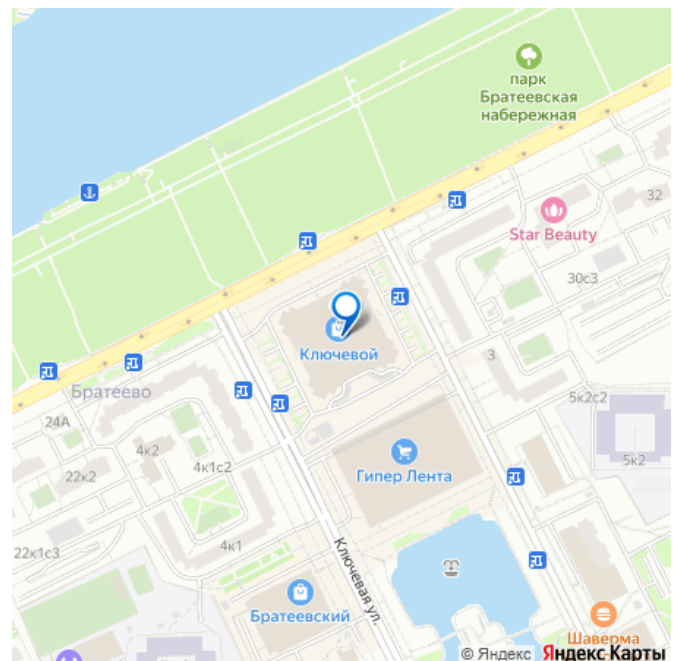 парк
Братеевская
набережная
32
Star Beauty
30с3
Ключевой
3
Братеево
24А
4к2
5к2с2
22к2
4к1с2
Гипер Лента
5к2
22к1с3
4к1
Ключевая ул.
Братеевский
Шаверма
© Яндекс Яндекс Карты